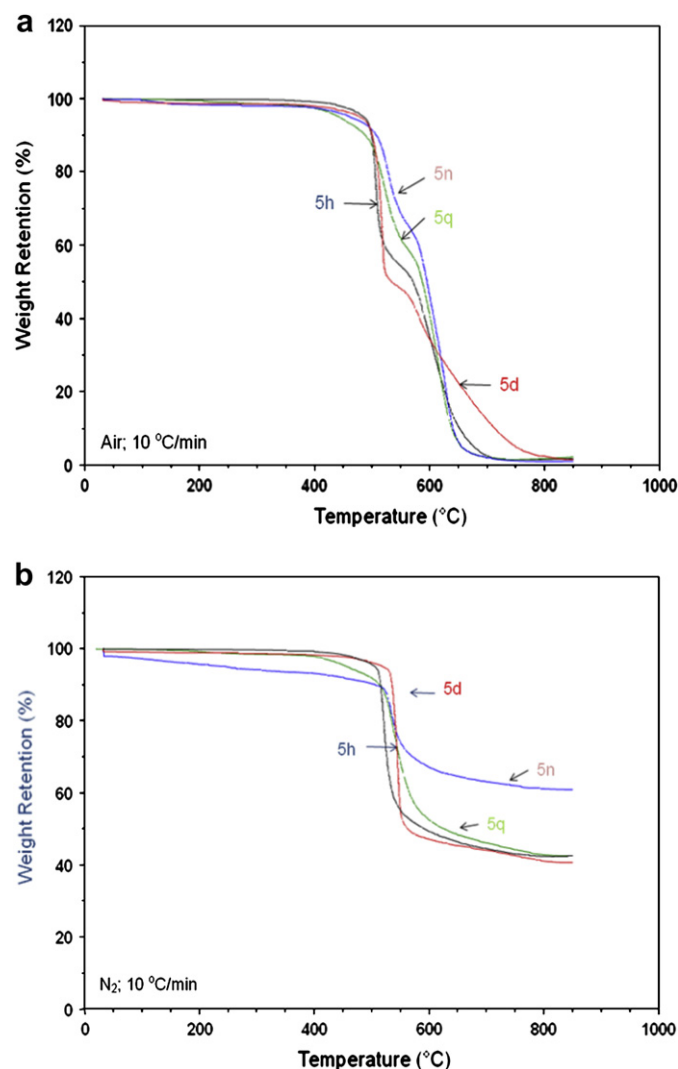 a
120
100
80
60
40
20
0
Weight Retention (%)
5n
5h
5q
5d
Air; 10 °C/min
0 200 400 600 800 1000
Temperature (°C)
b
120
100
80
60
40
20
0
Weight Retention (%)
5d
5h
5n
5q
N₂; 10 °C/min
0 200 400 600 800 1000
Temperature (°C)